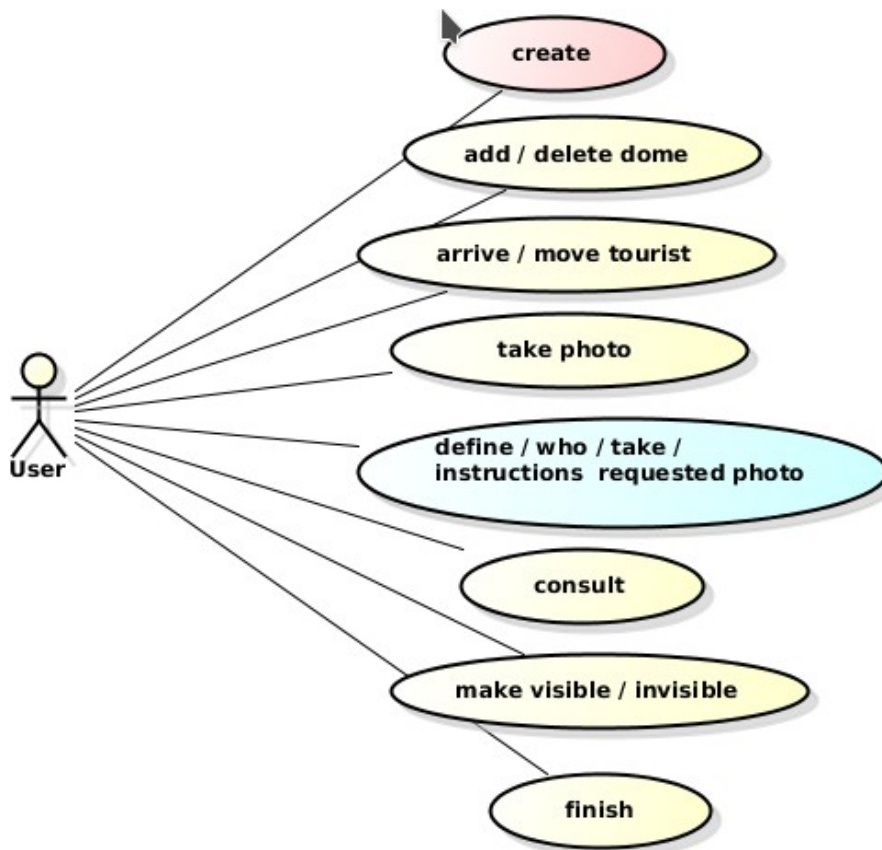 create
add / delete dome
arrive / move tourist
take photo
define / who / take /
instructions requested photo
User
consult
make visible / invisible
finish